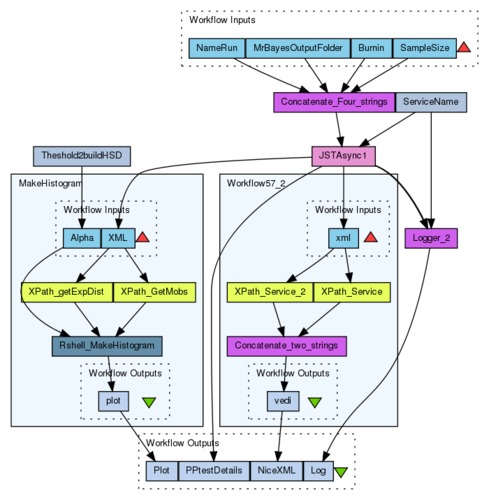 Workflow Inputs
NameRun MrBayesOutputFolder Burnin SampleSize
Concatenate_Four_strings ServiceName
Theshold2buildHSD JSTAsync1
MakeHistogram Workflow57_2
Workflow Inputs Workflow Inputs
Alpha XML xml Logger_2
XPath_getExpDist XPath_GetMobs XPath_Service_2 XPath_Service
Rshell_MakeHistogram Concatenate_two_strings
Workflow Outputs Workflow Outputs
plot vedi
Workflow Outputs
Plot PPtestDetails NiceXML Log